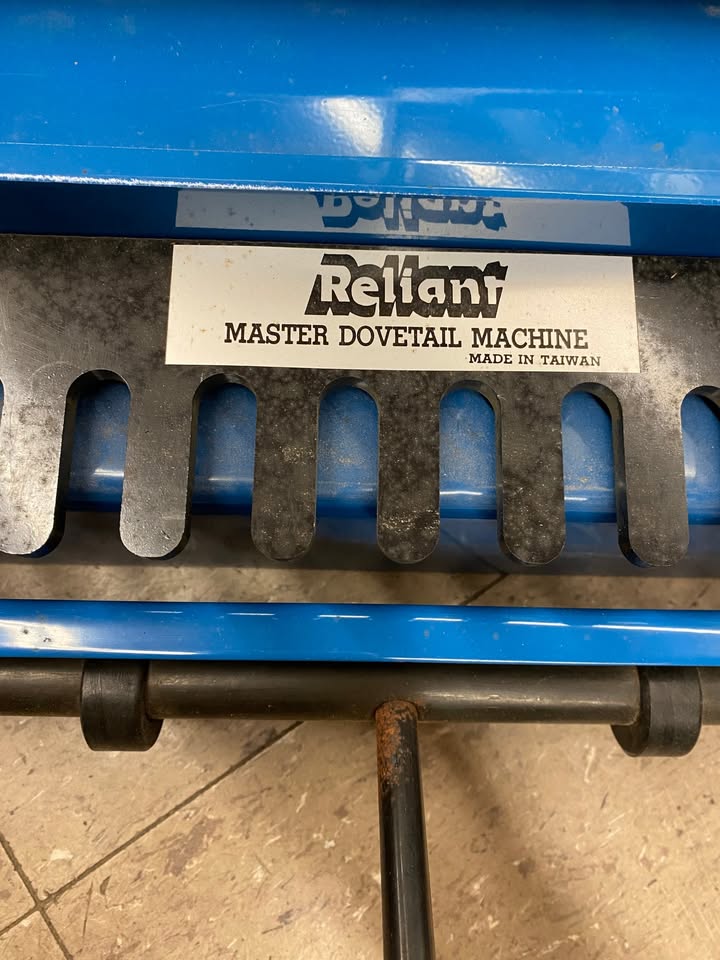 Reliant
MASTER DOVETAIL MACHINE
MADE IN TAIWAN